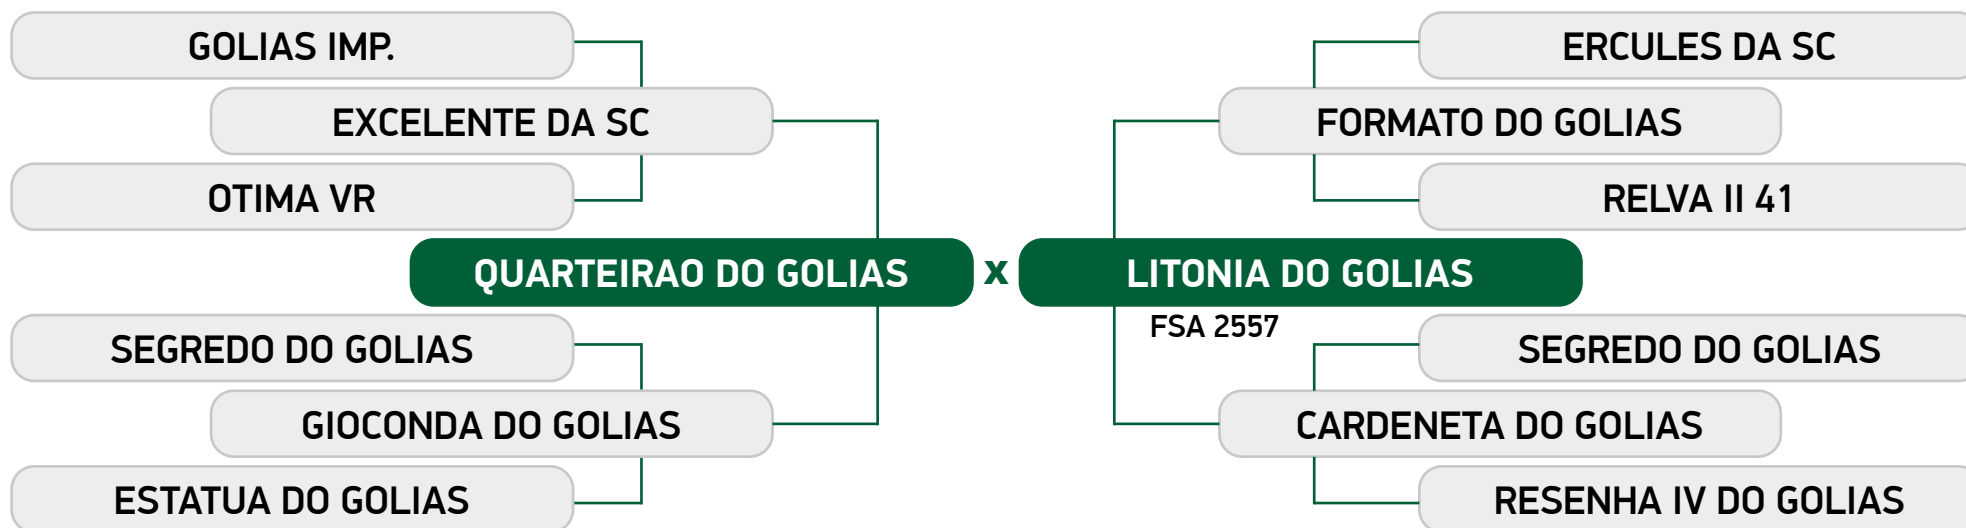 GOLIAS IMP.
EXCELENTE DA SC
OTIMA VR
QUARTEIRAO DO GOLIAS
SEGREDO DO GOLIAS
GIOCONDA DO GOLIAS
ESTATUA DO GOLIAS
x
ERCULES DA SC
FORMATO DO GOLIAS
RELVA II 41
LITONIA DO GOLIAS
FSA 2557
SEGREDO DO GOLIAS
CARDENETA DO GOLIAS
RESENHA IV DO GOLIAS